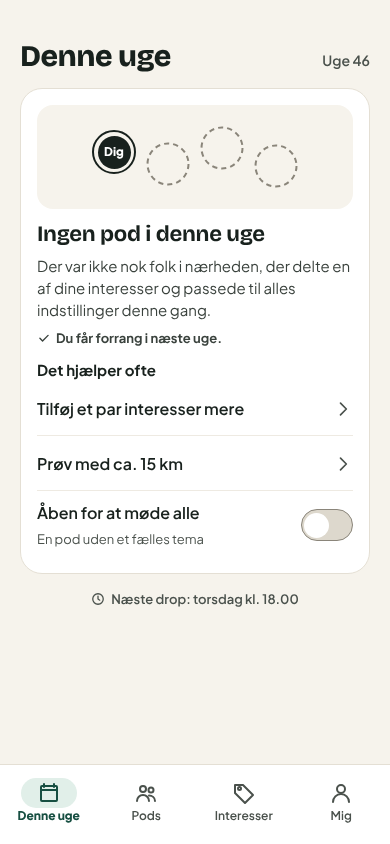 Denne uge
Uge 46
Dig
Ingen pod i denne uge
Der var ikke nok folk i nærheden, der delte en
af dine interesser og passede til alles
indstillinger denne gang.
Du får forrang i næste uge.
Det hjælper ofte
Tilføj et par interesser mere
Prøv med ca. 15 km
Åben for at møde alle
En pod uden et fælles tema
Næste drop: torsdag kl. 18.00
Denne uge
Pods
Interesser
Mig